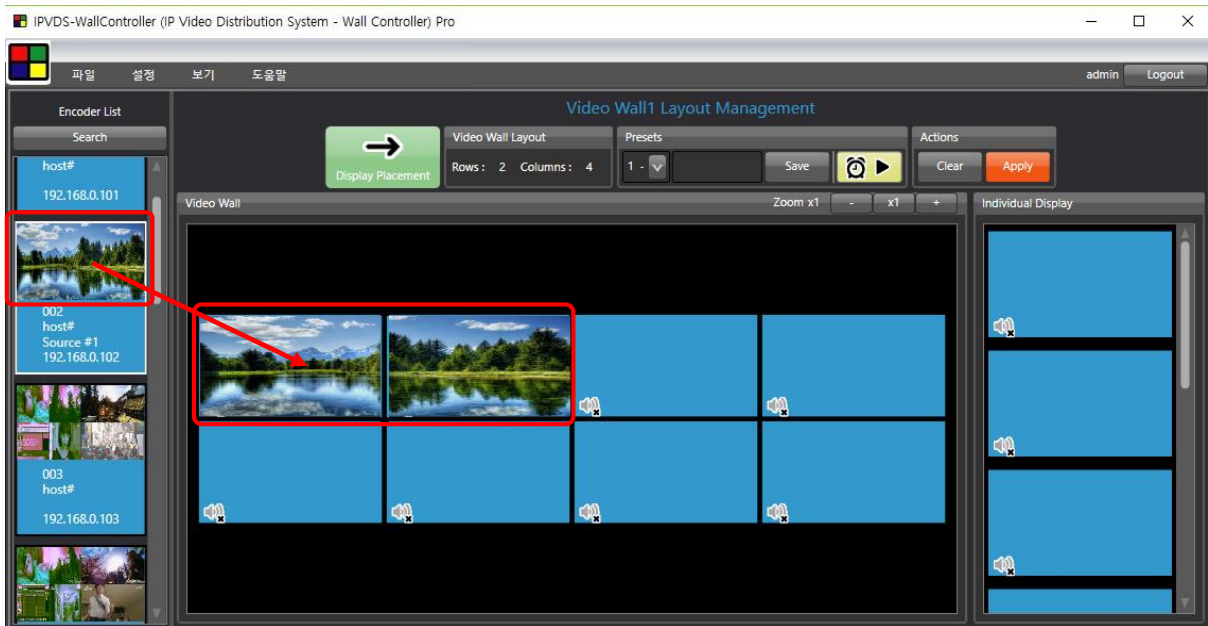 IPVDS-WallController (IP Video Distribution System - Wall Controller) Pro
파일 설정 보기 도움말 admin Logout
Encoder List
Search
host#
192.168.0.101
002
host#
Source #1
192.168.0.102
003
host#
192.168.0.103
Video Wall1 Layout Management
Display Placement
Video Wall Layout
Rows : 2 Columns : 4
Presets
1 - Save
Actions
Clear Apply
Video Wall Zoom x1 - x1 +
Individual Display